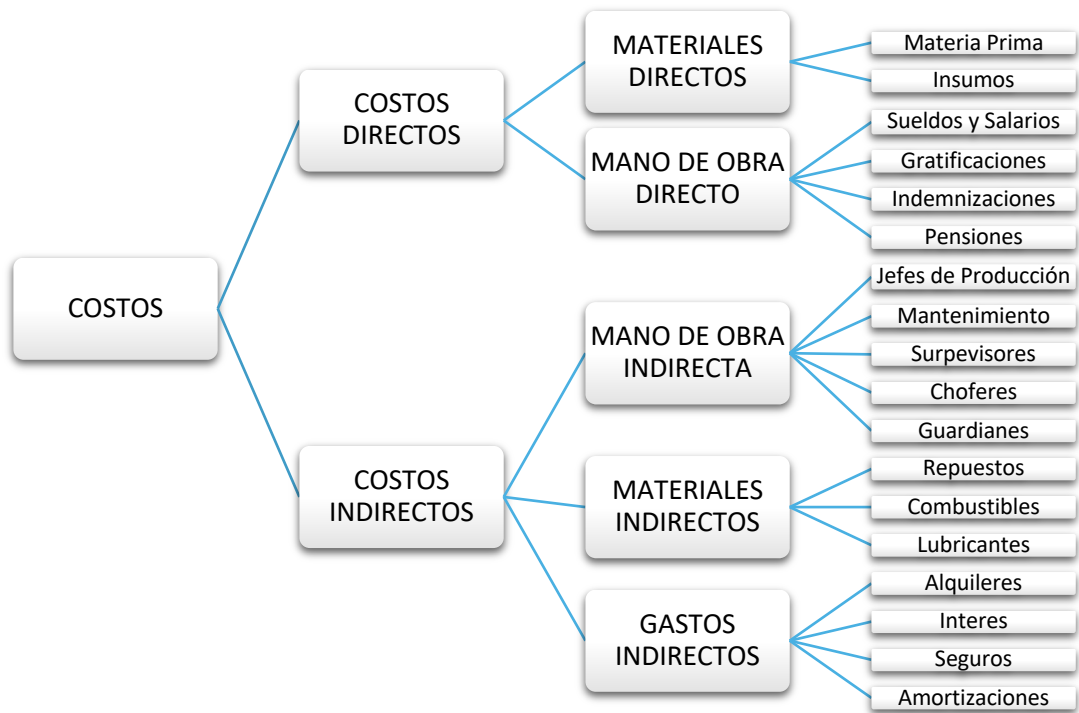 COSTOS
COSTOS
DIRECTOS
MATERIALES
DIRECTOS
Materia Prima
Insumos
MANO DE OBRA
DIRECTO
Sueldos y Salarios
Gratificaciones
Indemnizaciones
Pensiones
COSTOS
INDIRECTOS
MANO DE OBRA
INDIRECTA
Jefes de Producción
Mantenimiento
Surpevisores
Choferes
Guardianes
MATERIALES
INDIRECTOS
Repuestos
Combustibles
Lubricantes
GASTOS
INDIRECTOS
Alquileres
Interes
Seguros
Amortizaciones